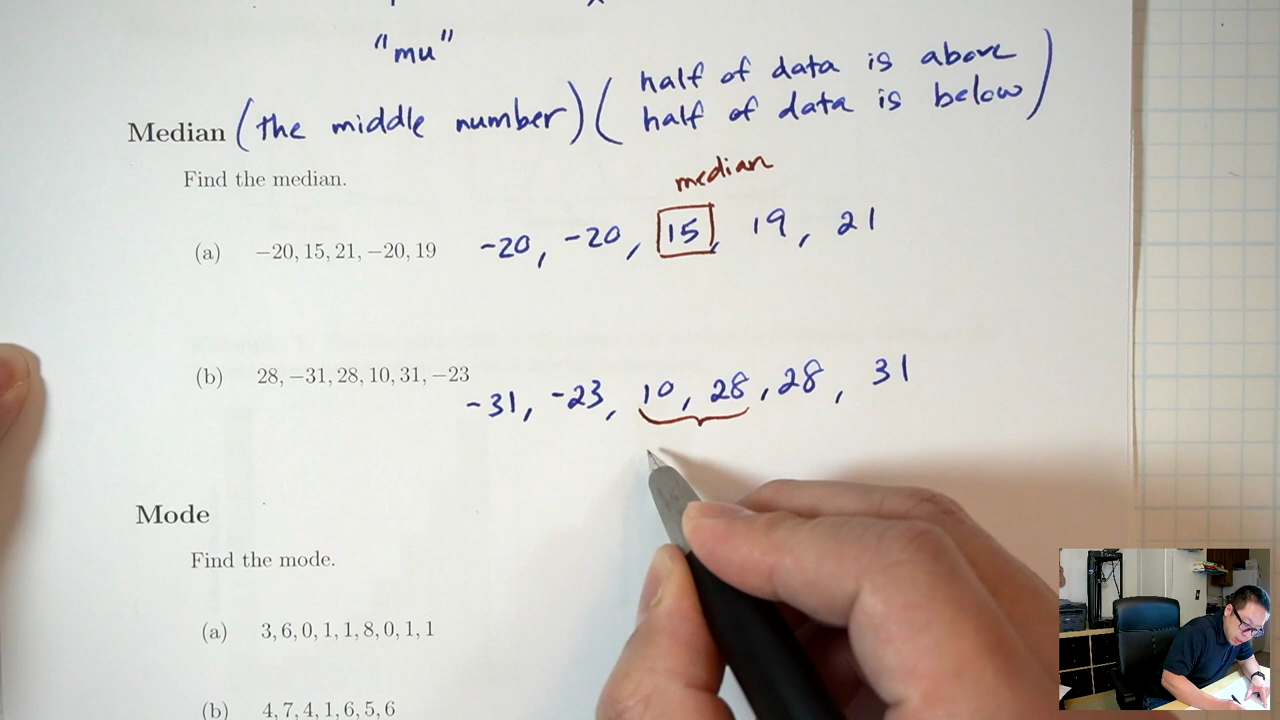 "mu"
Median (the middle number) (half of data is above
half of data is below)
Find the median.
median
(a) −20, 15, 21, −20, 19 -20, -20, 15, 19, 21
(b) 28, −31, 28, 10, 31, −23 -31, -23, 10, 28, 28, 31
Mode
Find the mode.
(a) 3, 6, 0, 1, 1, 8, 0, 1, 1
(b) 4, 7, 4, 1, 6, 5, 6